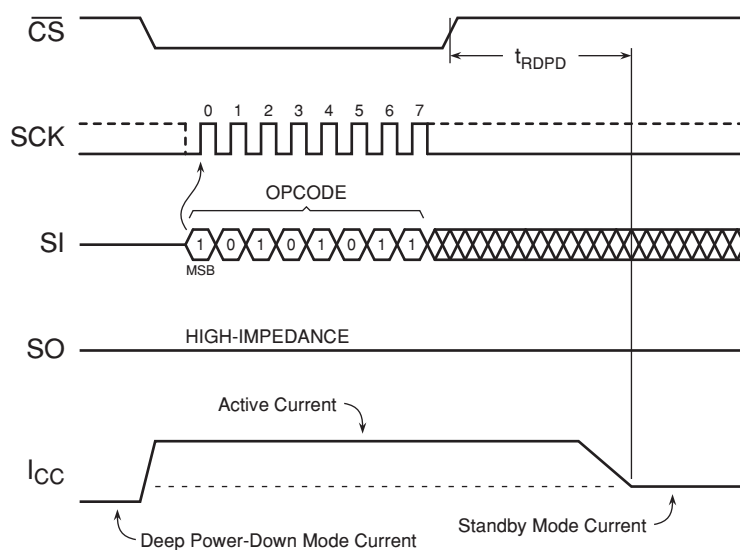 CS
tRDPD
0 1 2 3 4 5 6 7
SCK
OPCODE
SI
1 0 1 0 1 0 1 1
MSB
HIGH-IMPEDANCE
SO
Active Current
ICC
Standby Mode Current
Deep Power-Down Mode Current